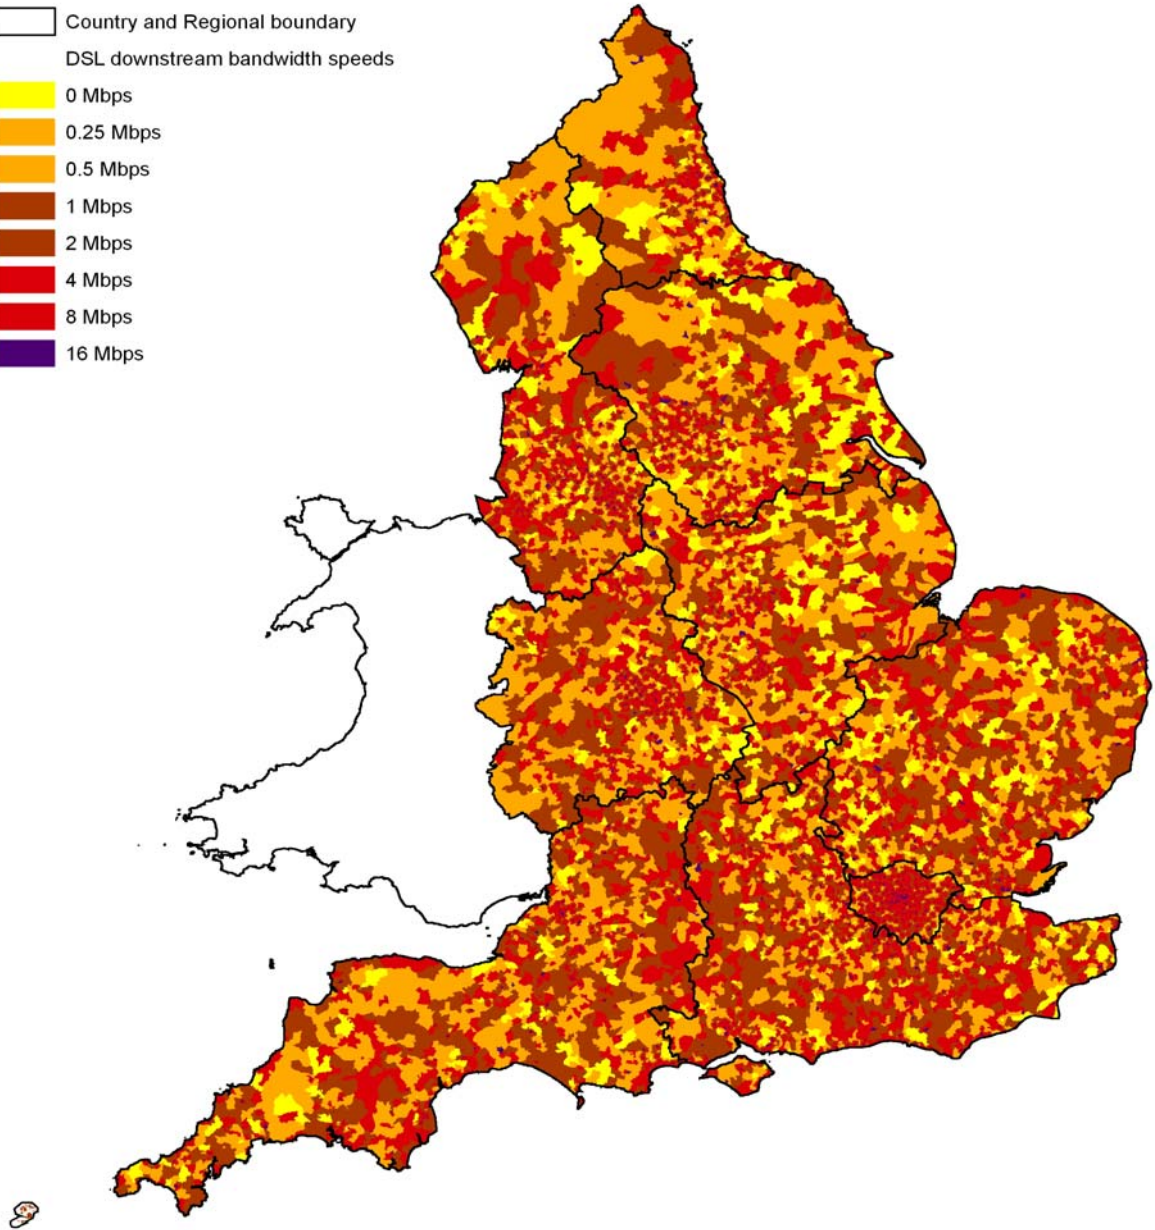 Country and Regional boundary
DSL downstream bandwidth speeds
0 Mbps
0.25 Mbps
0.5 Mbps
1 Mbps
2 Mbps
4 Mbps
8 Mbps
16 Mbps